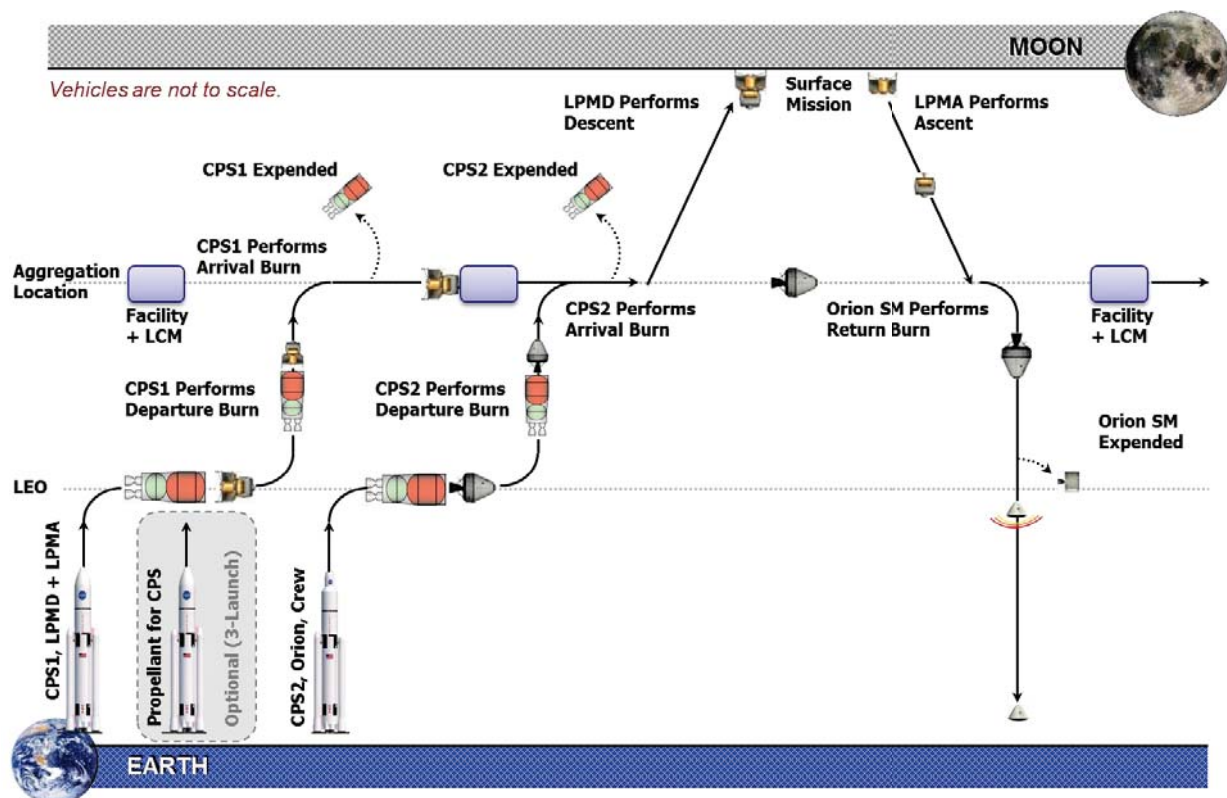 MOON
Vehicles are not to scale.
LPMD Performs
Descent
Surface
Mission
LPMA Performs
Ascent
CPS1 Expended
CPS2 Expended
CPS1 Performs
Arrival Burn
Aggregation
Location
Facility
+ LCM
CPS2 Performs
Arrival Burn
Orion SM Performs
Return Burn
Facility
+ LCM
CPS1 Performs
Departure Burn
CPS2 Performs
Departure Burn
Orion SM
Expended
LEO
CPS1, LPMD + LPMA
Propellant for CPS
Optional (3-Launch)
CPS2, Orion, Crew
EARTH